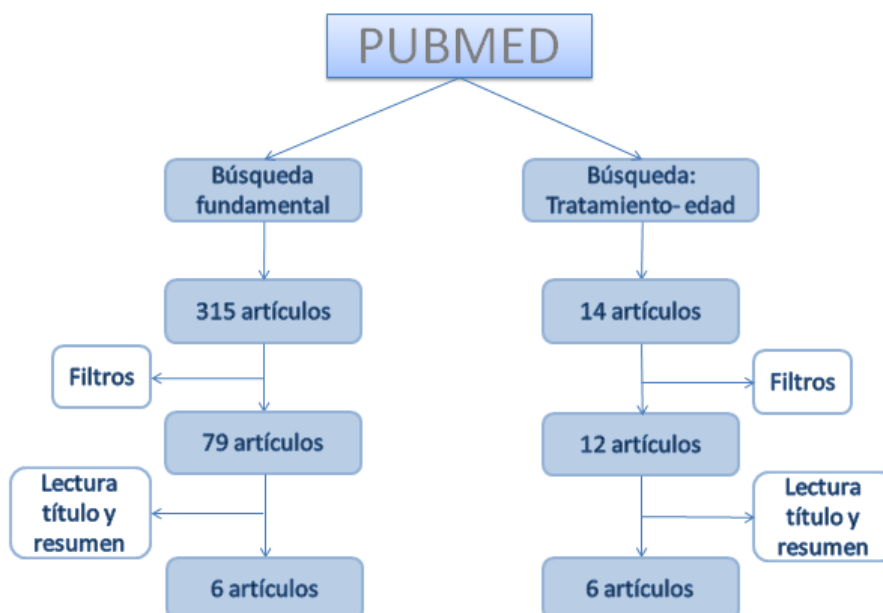 PUBMED
Búsqueda
fundamental
Búsqueda:
Tratamiento- edad
315 artículos
14 artículos
Filtros
Filtros
79 artículos
12 artículos
Lectura
título y
resumen
Lectura
título y
resumen
6 artículos
6 artículos